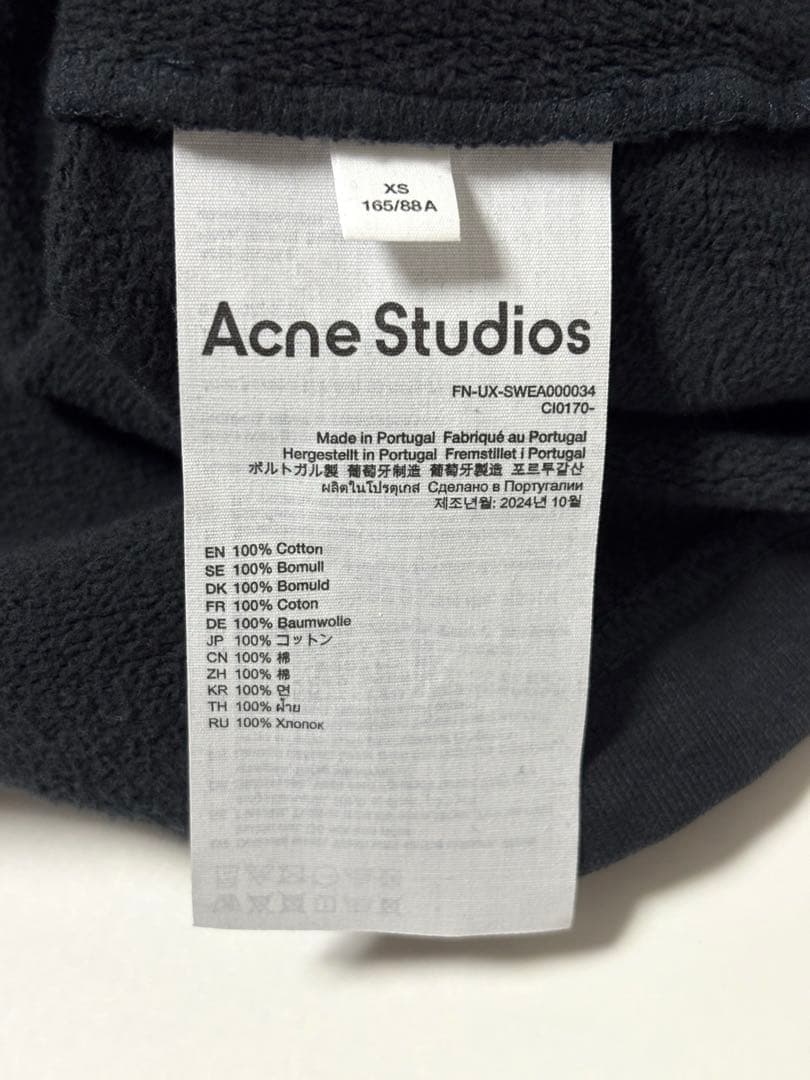 XS
165/88A
Acne Studios
FN-UX-SWEA000034
CI0170-
Made in Portugal Fabriqué au Portugal
Hergestellt in Portugal Fremstillet i Portugal
ポルトガル製 葡萄牙制造 葡萄牙製造 포르투갈산
ผลิตในโปรตุเกส Сделано в Португалии
제조년월: 2024년 10월
EN 100% Cotton
SE 100% Bomull
DK 100% Bomuld
FR 100% Coton
DE 100% Baumwolle
JP 100% コットン
CN 100% 棉
ZH 100% 棉
KR 100% 면
TH 100% ฝ้าย
RU 100% Хлопок